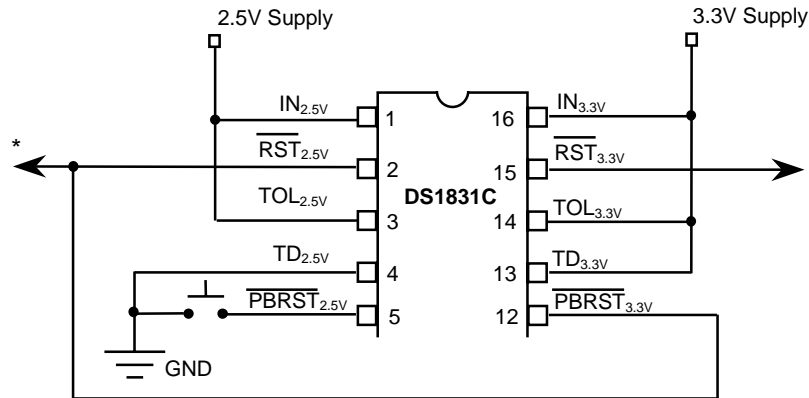 2.5V Supply
3.3V Supply
IN2.5V
1
16
IN3.3V
*
RST2.5V
2
15
RST3.3V
DS1831C
TOL2.5V
3
14
TOL3.3V
TD2.5V
4
13
TD3.3V
PBRST2.5V
5
12
PBRST3.3V
GND